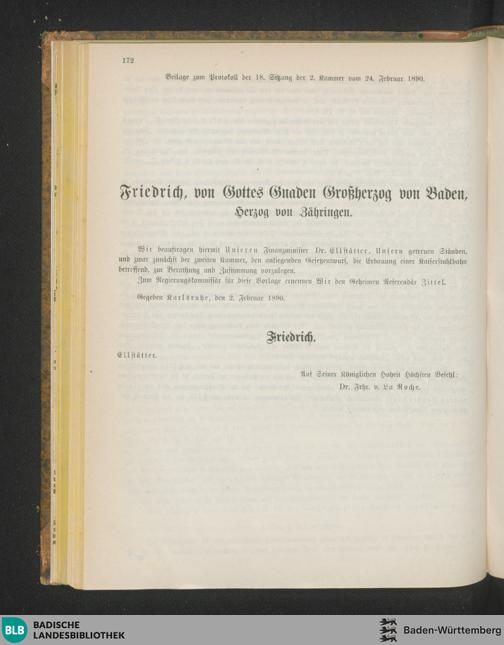 172
Beilage zum Protokoll der 18. Sitzung der 2. Kammer vom 24. Februar 1890.
Friedrich, von Gottes Gnaden Großherzog von Baden,
Herzog von Zähringen.
Wir beauftragen hiermit Unseren Finanzminister Dr. Ellstätter, Unsern getreuen Ständen,
und zwar zunächst der zweiten Kammer, den anliegenden Gesetzentwurf, die Erbauung einer Kaiserstuhlbahn
betreffend, zur Berathung und Zustimmung vorzulegen.
Zum Regierungskommissär für diese Vorlage ernennen Wir den Geheimen Referendär Zittel.
Gegeben Karlsruhe, den 2. Februar 1890.
Friedrich.
Ellstätter.
Auf Seiner Königlichen Hoheit Höchsten Befehl:
Dr. Frhr. v. La Roche.
BLB
BADISCHE
LANDESBIBLIOTHEK
Baden-Württemberg